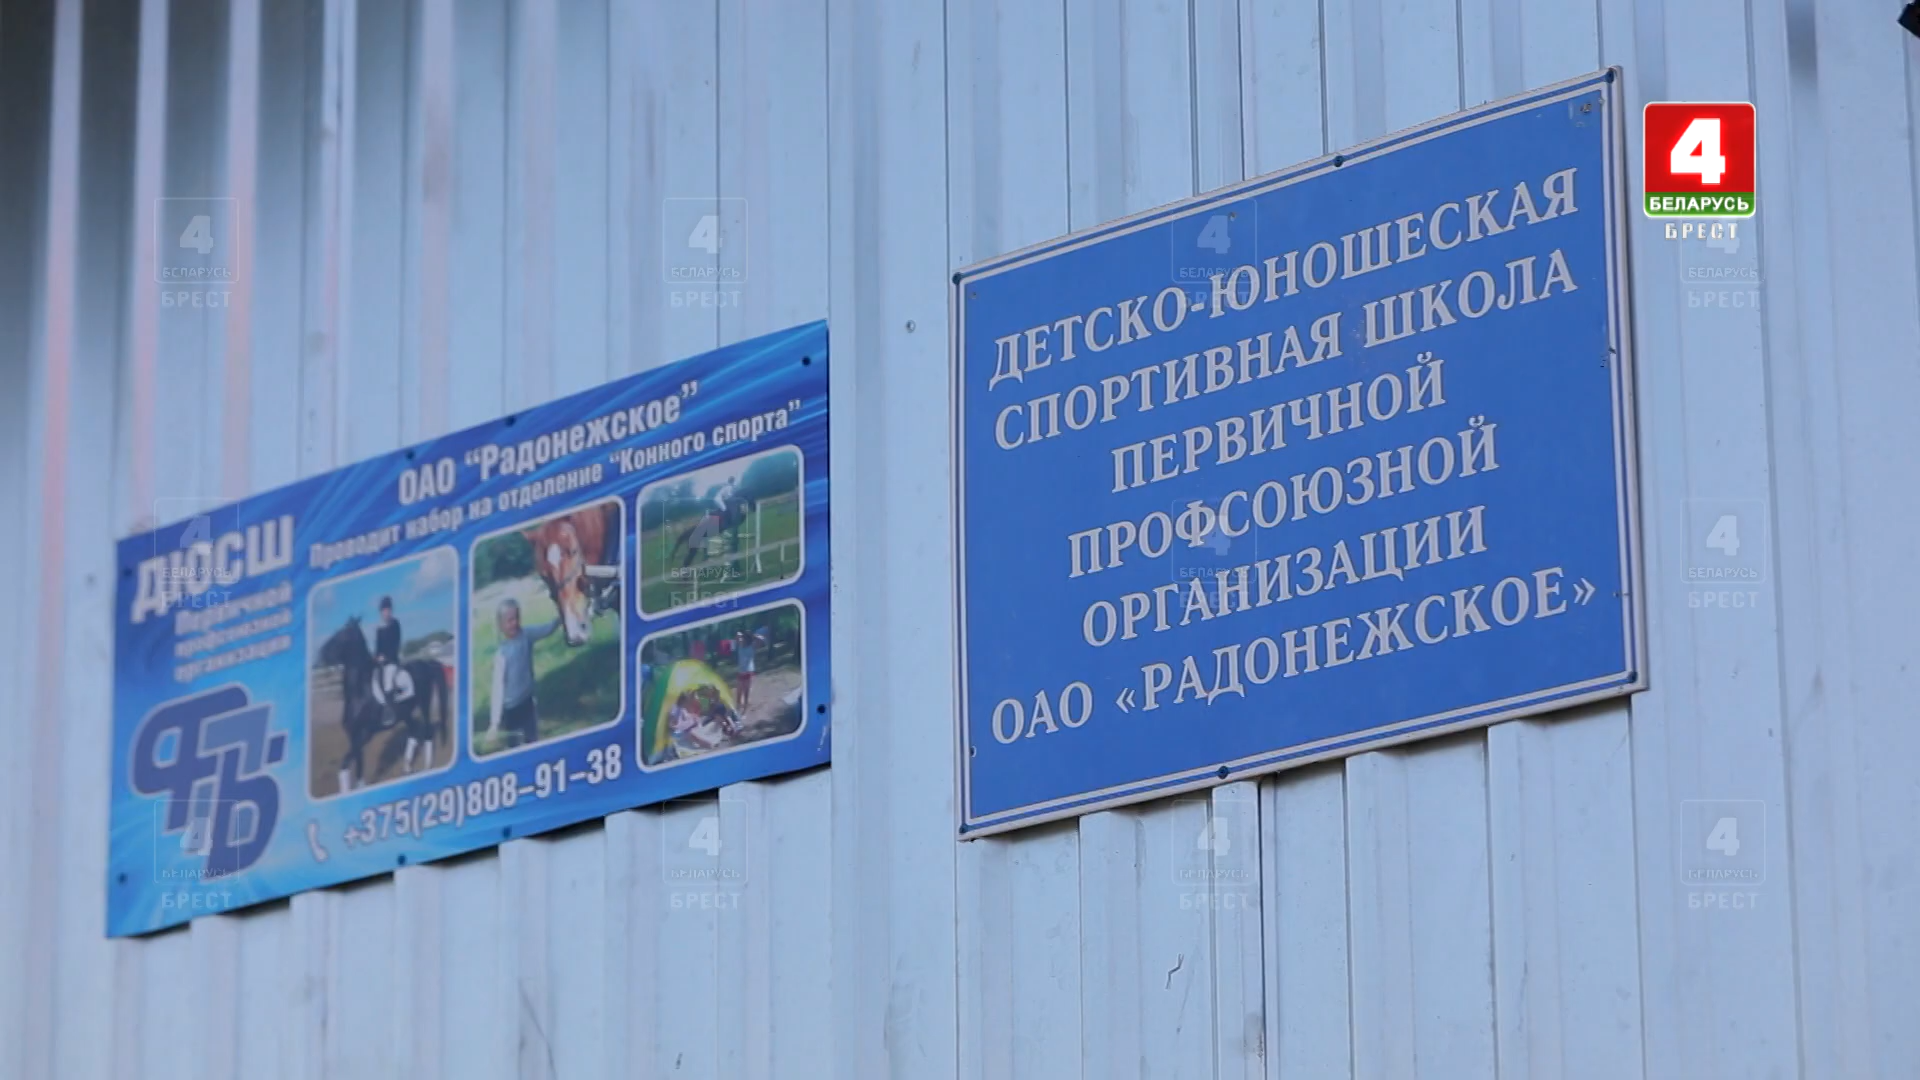 ДЮСШ
Первичной
профсоюзной
организации
ОАО “Радонежское”
Проводит набор на отделение “Конного спорта”
+375(29)808-91-38
ДЕТСКО-ЮНОШЕСКАЯ
СПОРТИВНАЯ ШКОЛА
ПЕРВИЧНОЙ
ПРОФСОЮЗНОЙ
ОРГАНИЗАЦИИ
ОАО «РАДОНЕЖСКОЕ»
4
БЕЛАРУСЬ
БРЕСТ